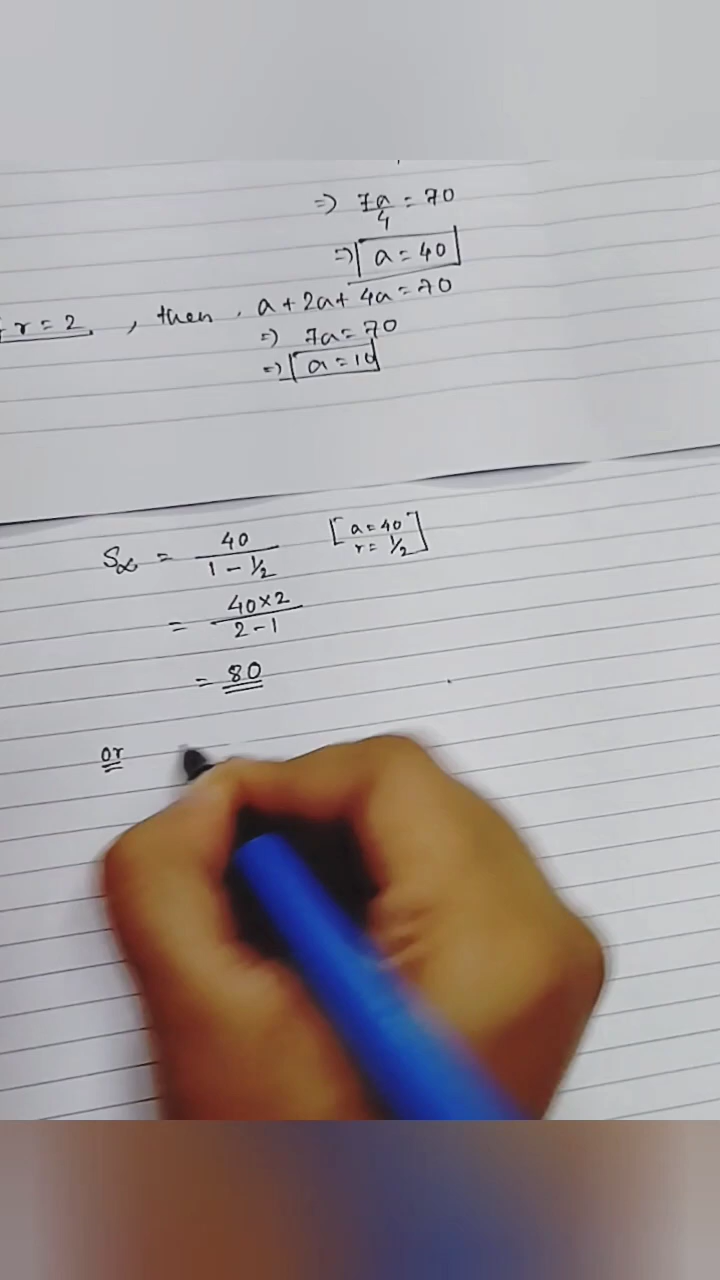 ⇒ 7a/4 = 70
⇒ a = 40
r = 2, then, a + 2a + 4a = 70
⇒ 7a = 70
⇒ a = 10
S∝ = 40/(1 - 1/2) [a = 40 r = 1/2]
= (40×2)/(2-1)
= 80
or